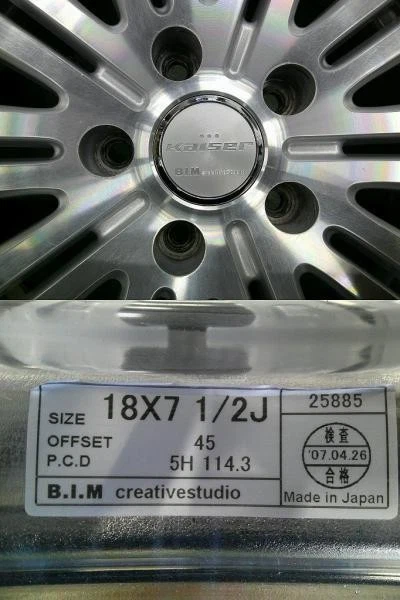 Kaiser
B.I.M
SIZE 18X7 1/2J
25885
OFFSET 45
P.C.D 5H 114.3
検査
'07.04.26
合格
B.I.M creativestudio
Made in Japan